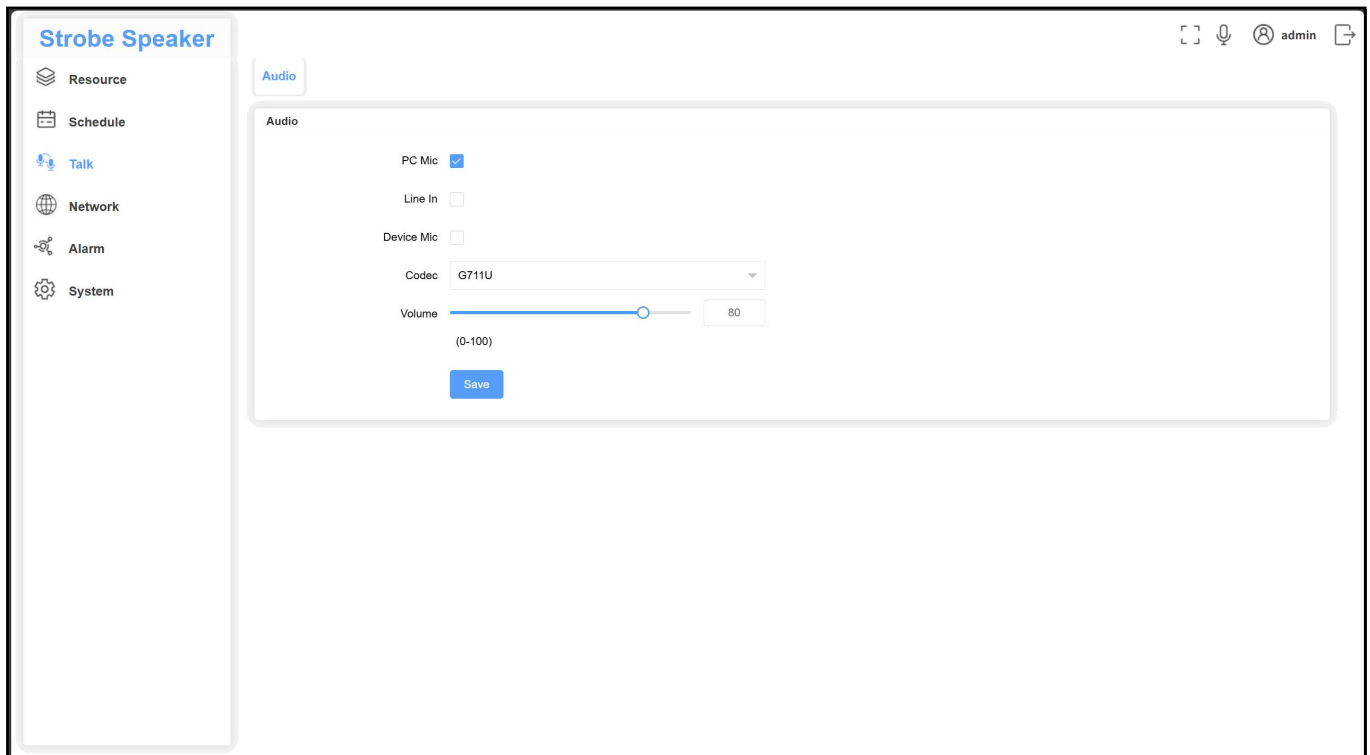 Strobe Speaker
admin
Resource
Schedule
Talk
Network
Alarm
System
Audio
Audio
PC Mic
Line In
Device Mic
Codec G711U
Volume 80
(0-100)
Save